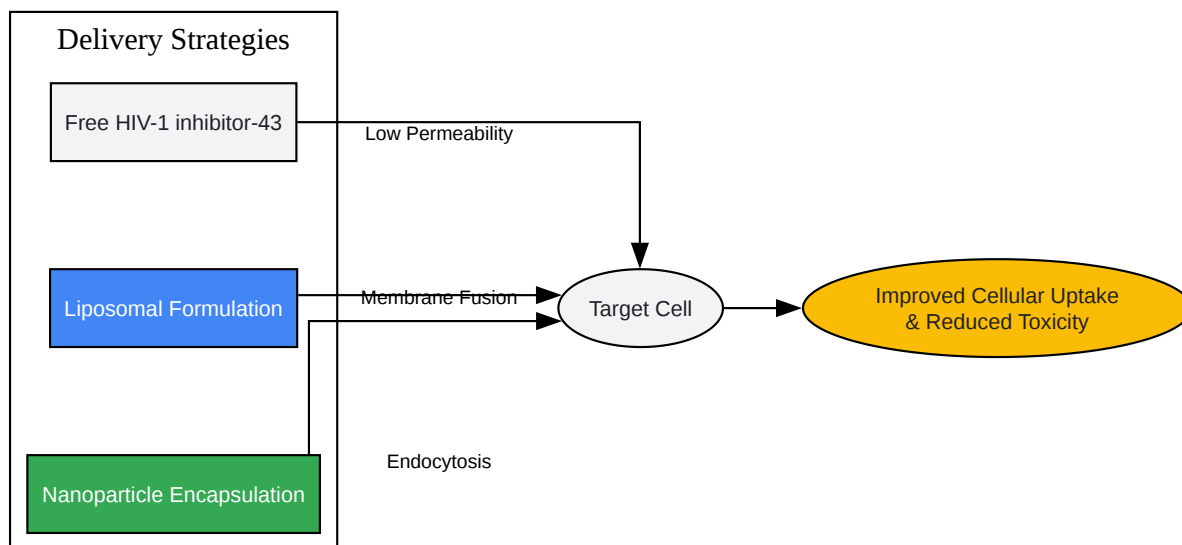 Delivery Strategies
Free HIV-1 inhibitor-43
Low Permeability
Liposomal Formulation
Membrane Fusion
Target Cell
Improved Cellular Uptake
& Reduced Toxicity
Endocytosis
Nanoparticle Encapsulation